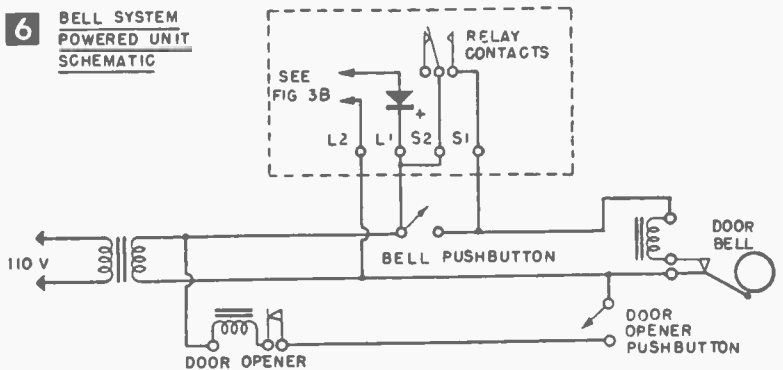 6
BELL SYSTEM
POWERED UNIT
SCHEMATIC
RELAY
CONTACTS
SEE
FIG 3B
+
L2 L1 S2 S1
110 V
BELL PUSHBUTTON
DOOR
BELL
DOOR OPENER
DOOR
OPENER
PUSHBUTTON